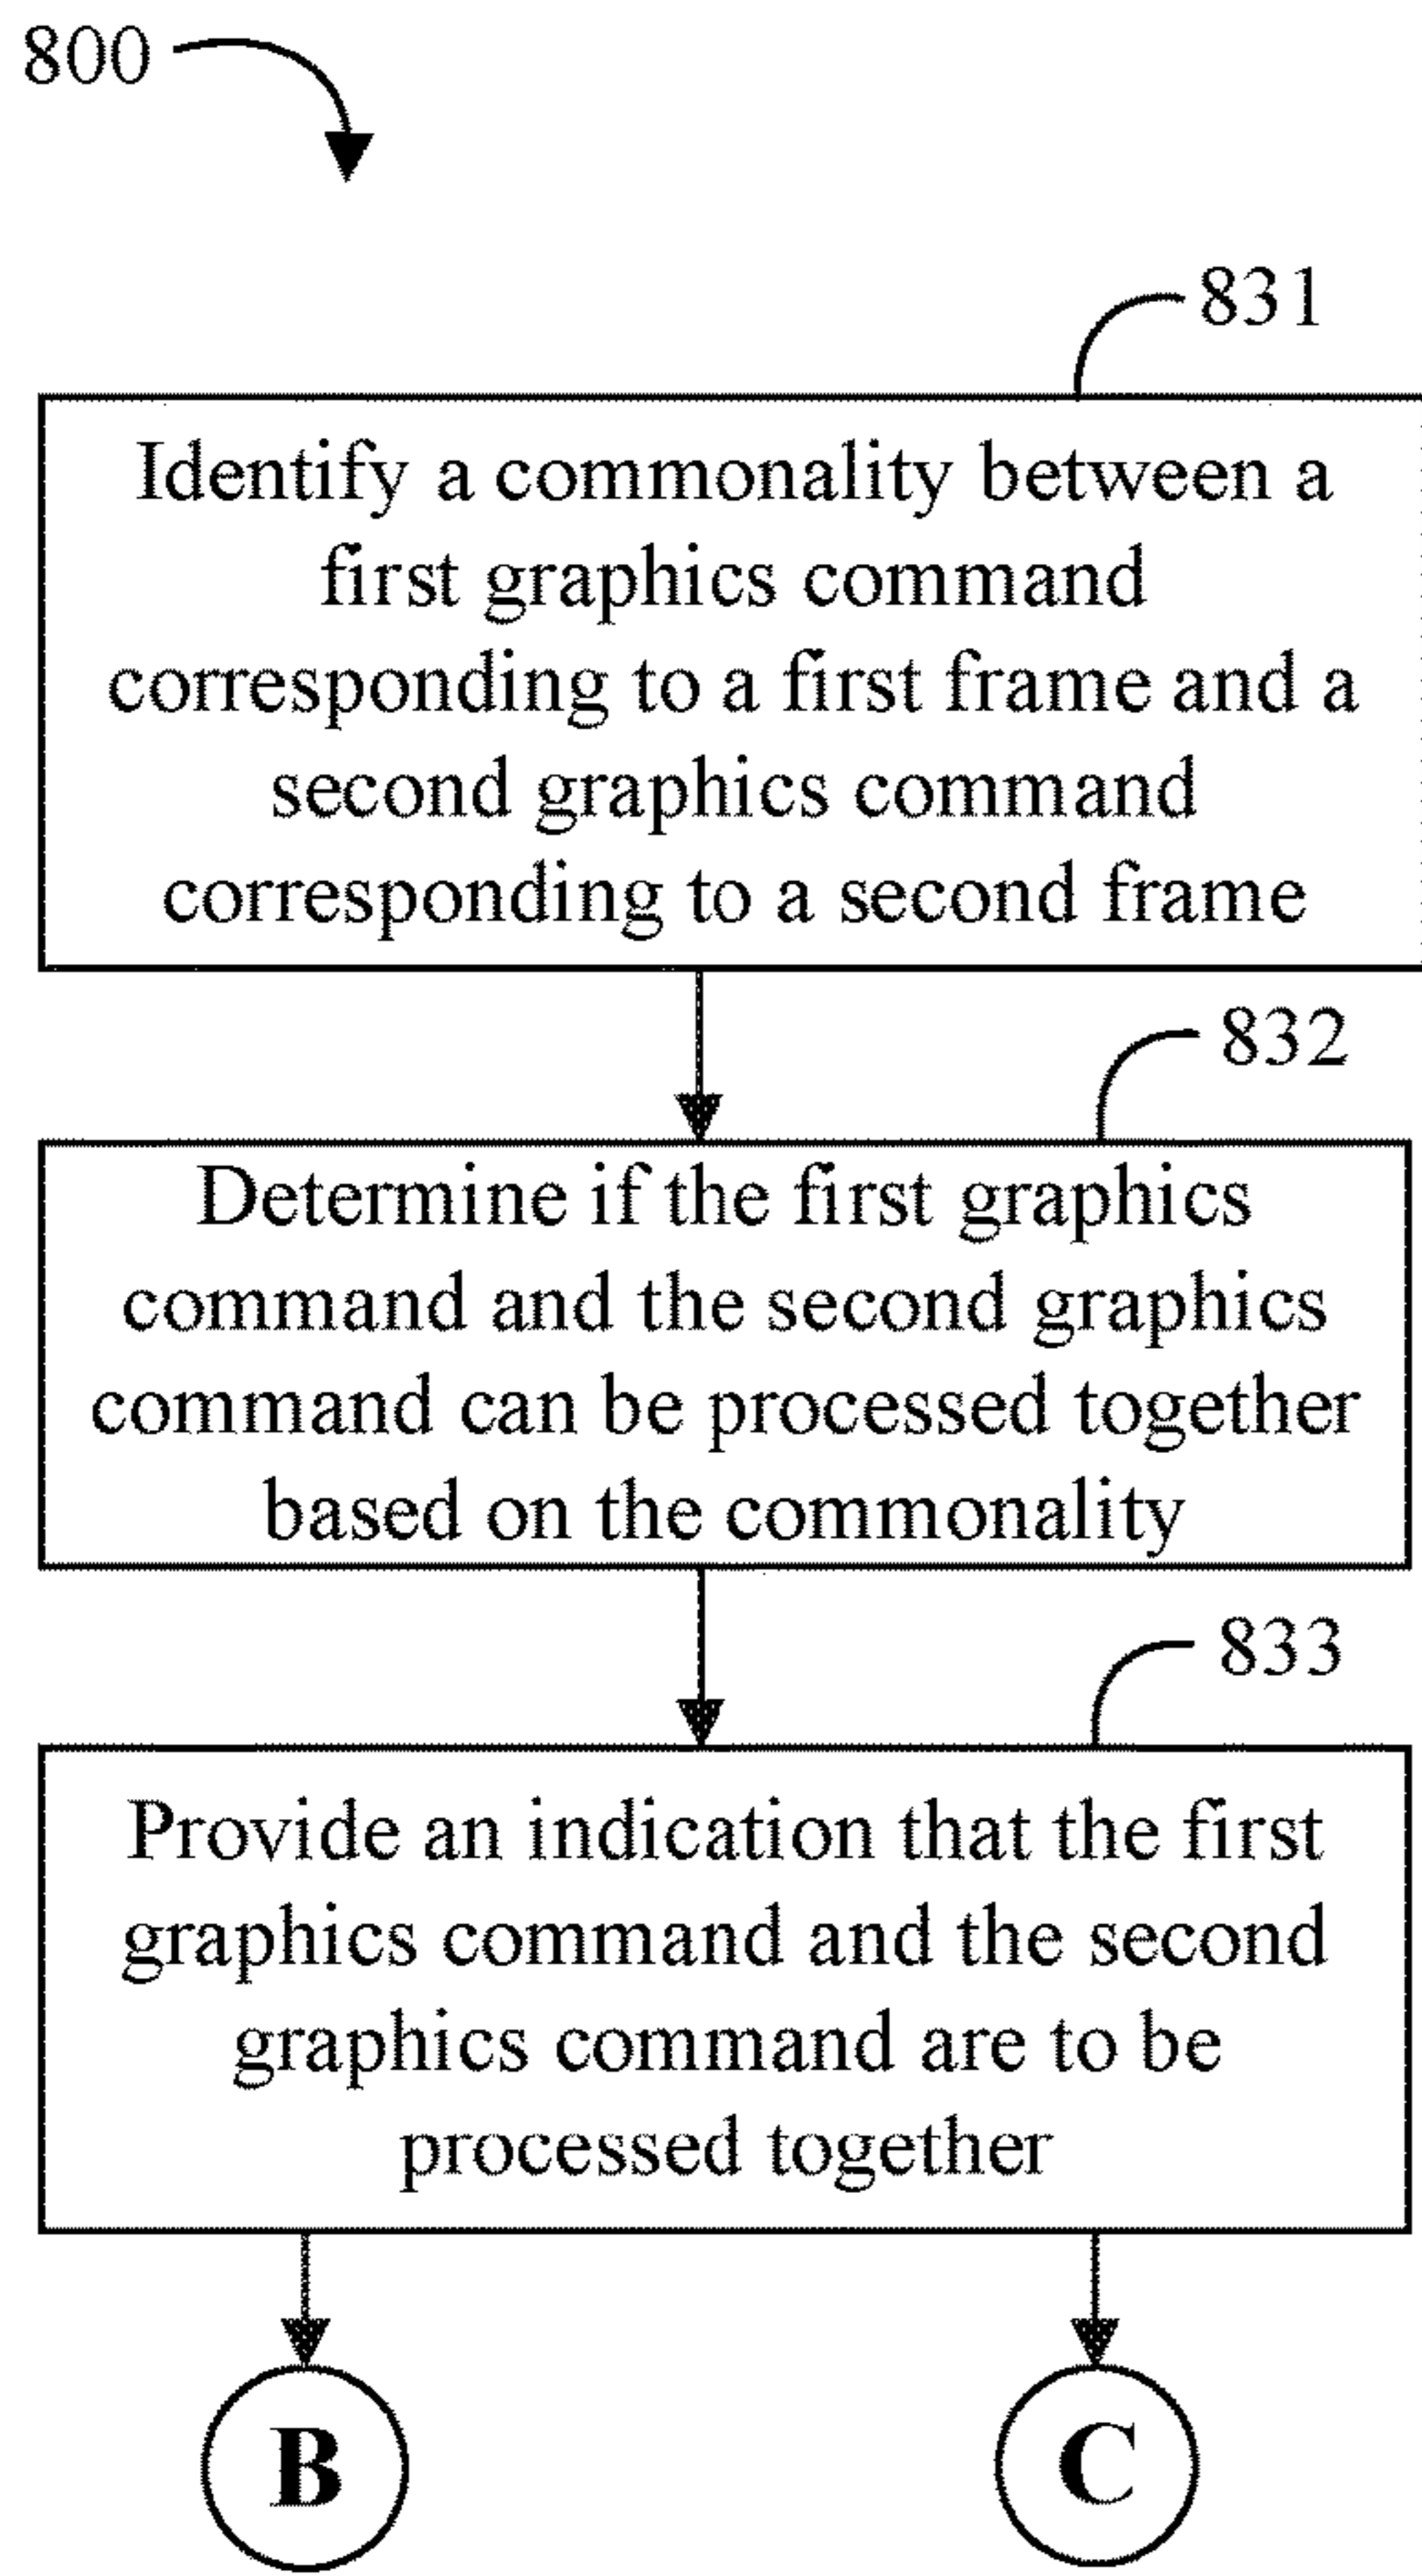 800
831
Identify a commonality between a
first graphics command
corresponding to a first frame and a
second graphics command
corresponding to a second frame
832
Determine if the first graphics
command and the second graphics
command can be processed together
based on the commonality
833
Provide an indication that the first
graphics command and the second
graphics command are to be
processed together
B
C